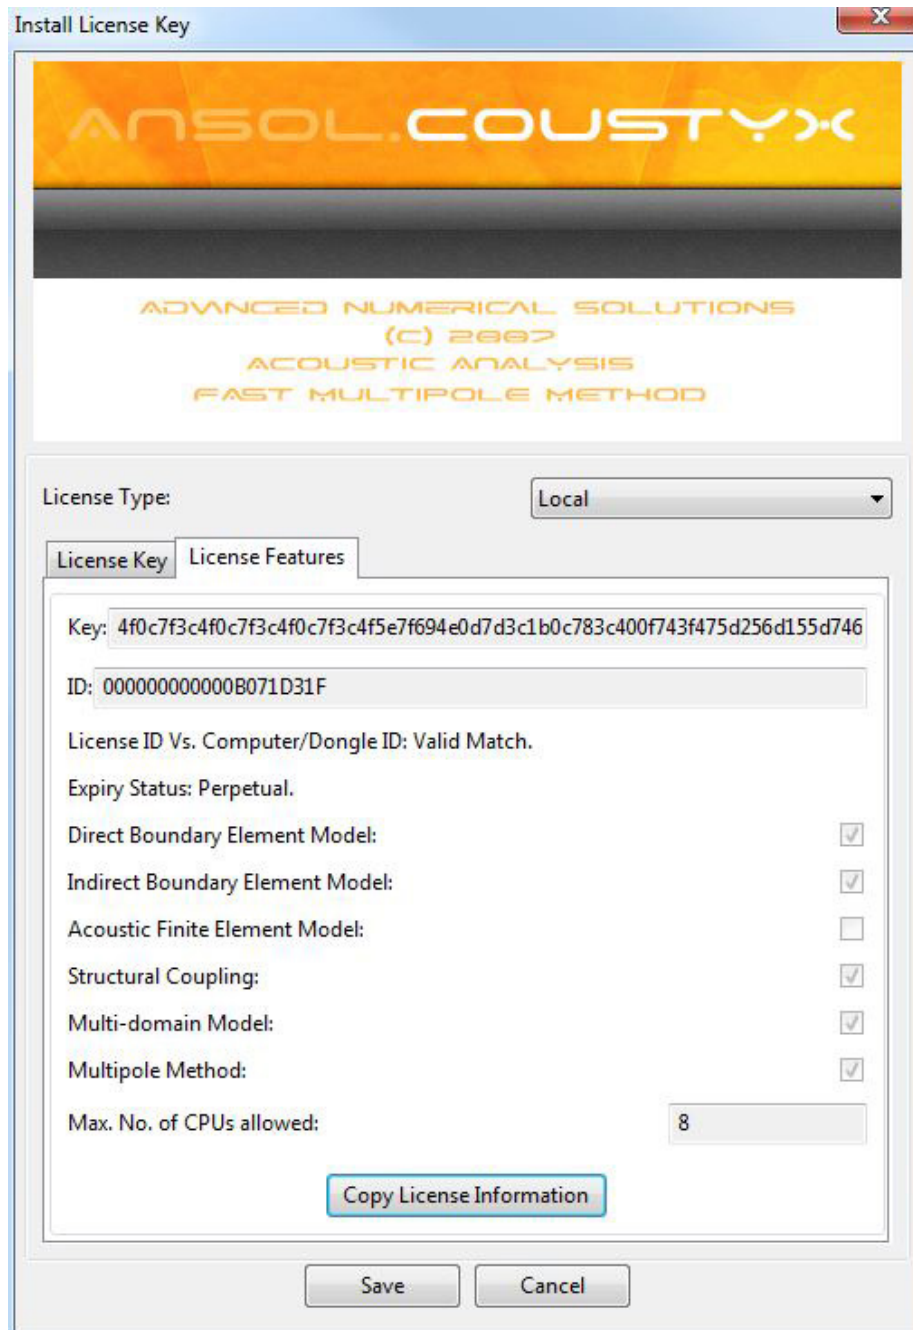 Install License Key
ANSOL.COUSTYX
ADVANCED NUMERICAL SOLUTIONS
(C) 2007
ACOUSTIC ANALYSIS
FAST MULTIPOLE METHOD
License Type: Local
License Key License Features
Key: 4f0c7f3c4f0c7f3c4f0c7f3c4f5e7f694e0d7d3c1b0c783c400f743f475d256d155d746
ID: 000000000000B071D31F
License ID Vs. Computer/Dongle ID: Valid Match.
Expiry Status: Perpetual.
Direct Boundary Element Model:
Indirect Boundary Element Model:
Acoustic Finite Element Model:
Structural Coupling:
Multi-domain Model:
Multipole Method:
Max. No. of CPUs allowed: 8
Copy License Information
Save Cancel